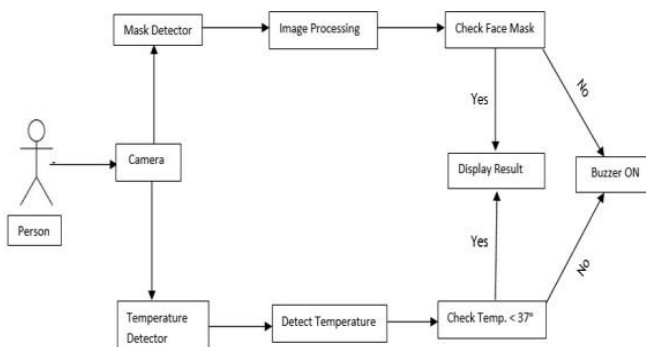 Mask Detector
Image Processing
Check Face Mask
Yes
No
Camera
Display Result
Buzzer ON
Person
Yes
No
Temperature
Detector
Detect Temperature
Check Temp. < 37°